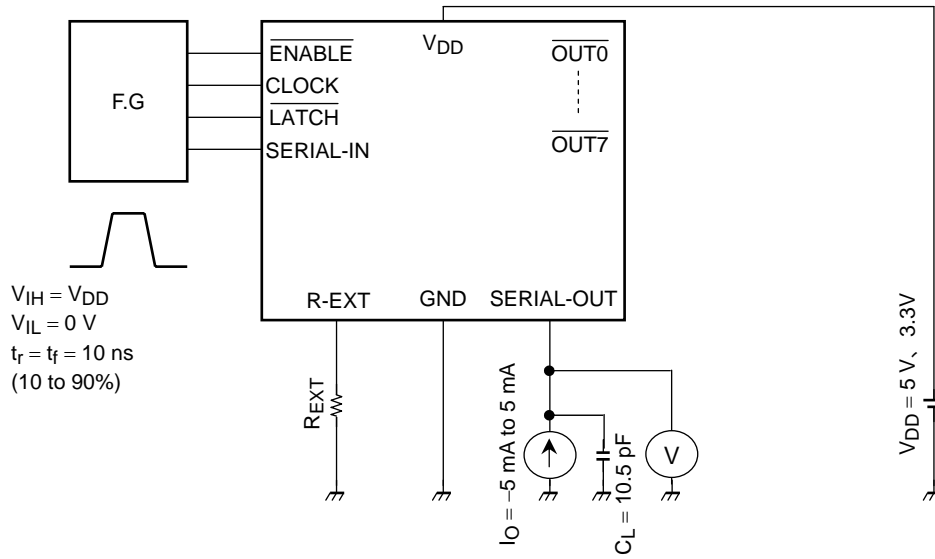 F.G
ENABLE
CLOCK
LATCH
SERIAL-IN
VDD
OUT0
OUT7
R-EXT
GND
SERIAL-OUT
VIH = VDD
VIL = 0 V
tr = tf = 10 ns
(10 to 90%)
REXT
IO = −5 mA to 5 mA
CL = 10.5 pF
V
VDD = 5 V、3.3V